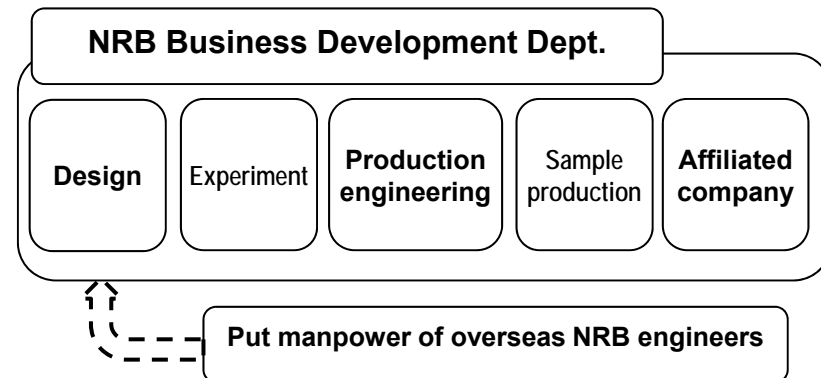 NRB Business Development Dept.
Design
Experiment
Production
engineering
Sample
production
Affiliated
company
Put manpower of overseas NRB engineers